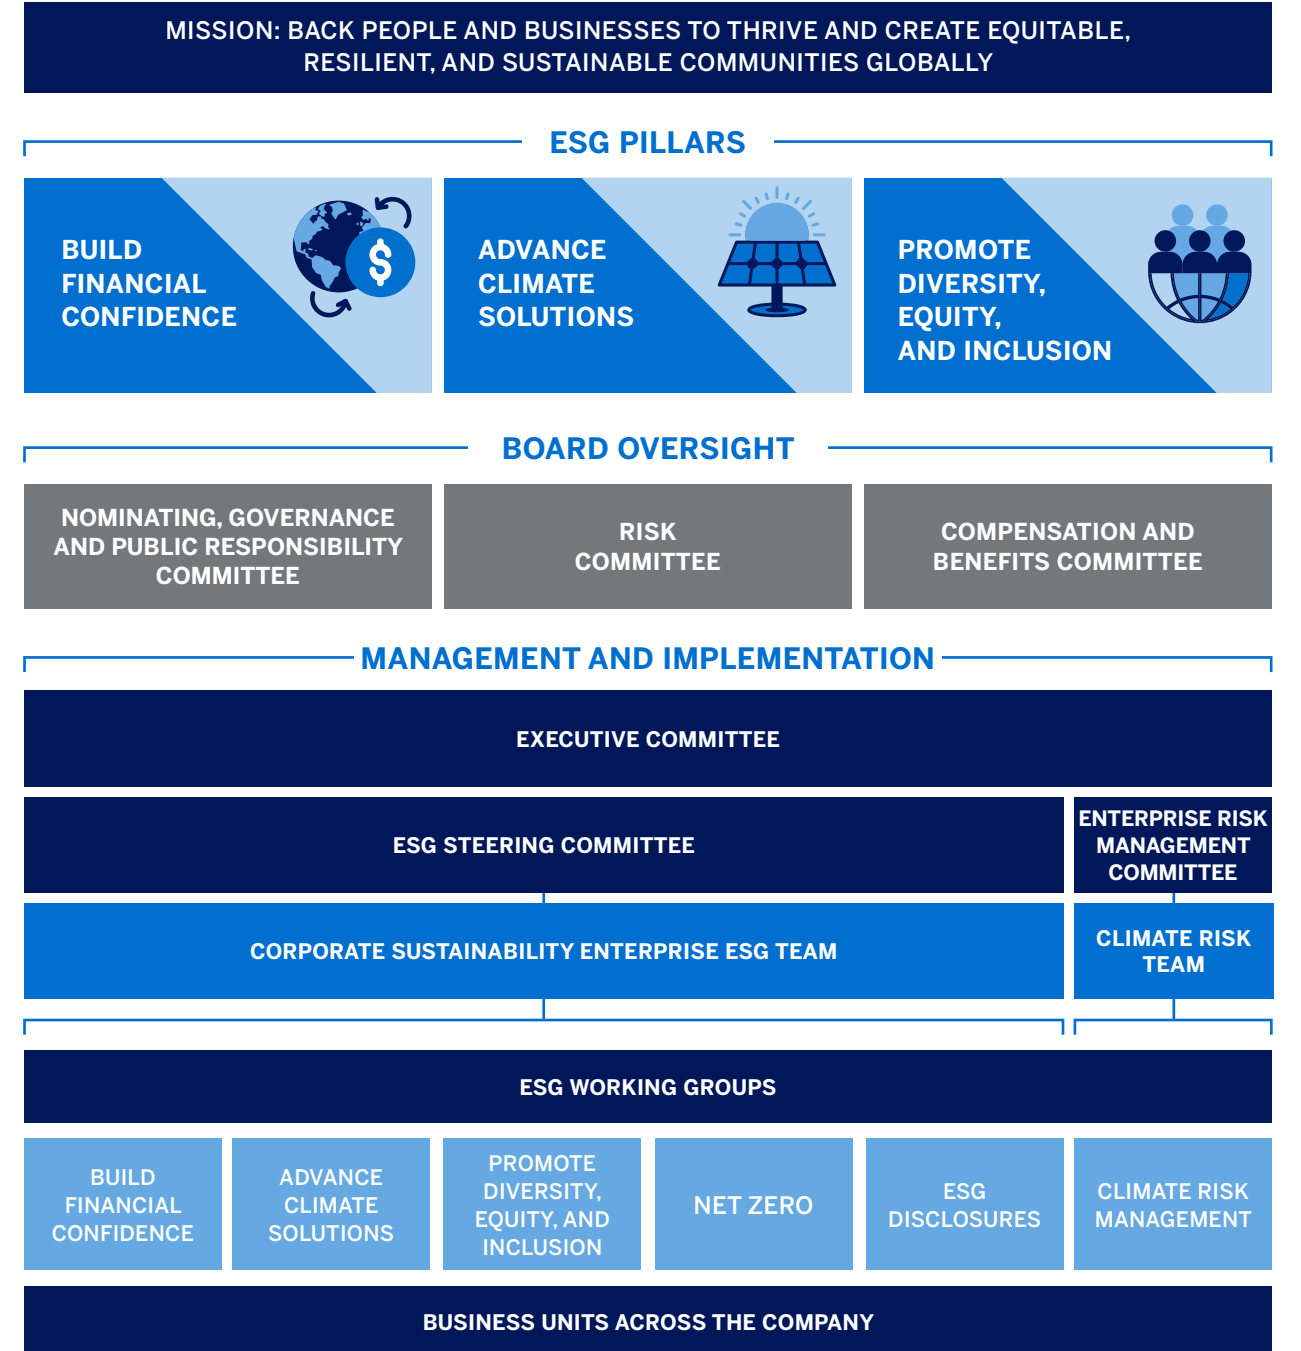 MISSION: BACK PEOPLE AND BUSINESSES TO THRIVE AND CREATE EQUITABLE,
RESILIENT, AND SUSTAINABLE COMMUNITIES GLOBALLY
ESG PILLARS
BUILD
FINANCIAL
CONFIDENCE
$
ADVANCE
CLIMATE
SOLUTIONS
PROMOTE
DIVERSITY,
EQUITY,
AND INCLUSION
BOARD OVERSIGHT
NOMINATING, GOVERNANCE
AND PUBLIC RESPONSIBILITY
COMMITTEE
RISK
COMMITTEE
COMPENSATION AND
BENEFITS COMMITTEE
MANAGEMENT AND IMPLEMENTATION
EXECUTIVE COMMITTEE
ESG STEERING COMMITTEE
ENTERPRISE RISK
MANAGEMENT
COMMITTEE
CORPORATE SUSTAINABILITY ENTERPRISE ESG TEAM
CLIMATE RISK
TEAM
ESG WORKING GROUPS
BUILD
FINANCIAL
CONFIDENCE
ADVANCE
CLIMATE
SOLUTIONS
PROMOTE
DIVERSITY,
EQUITY, AND
INCLUSION
NET ZERO
ESG
DISCLOSURES
CLIMATE RISK
MANAGEMENT
BUSINESS UNITS ACROSS THE COMPANY